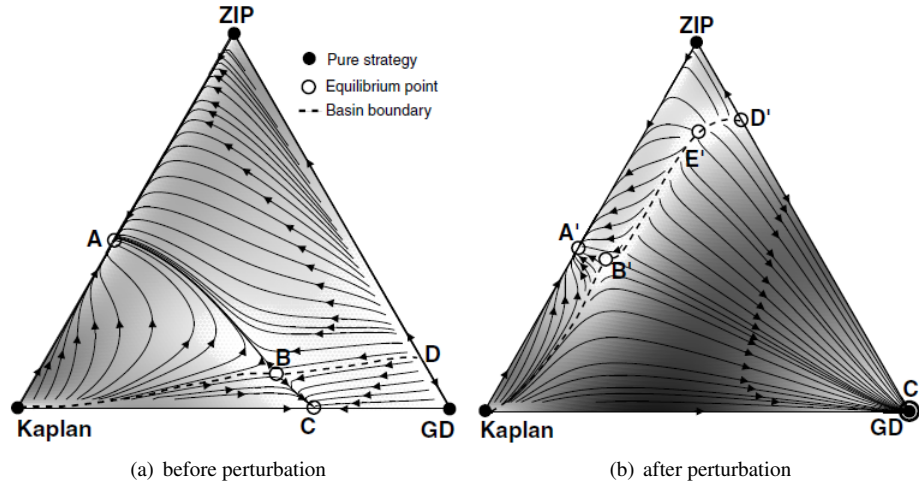 ZIP
Pure strategy
Equilibrium point
Basin boundary
A
B
D
C
Kaplan
GD
(a) before perturbation
ZIP
D'
E'
A'
B'
C
Kaplan
GD
(b) after perturbation